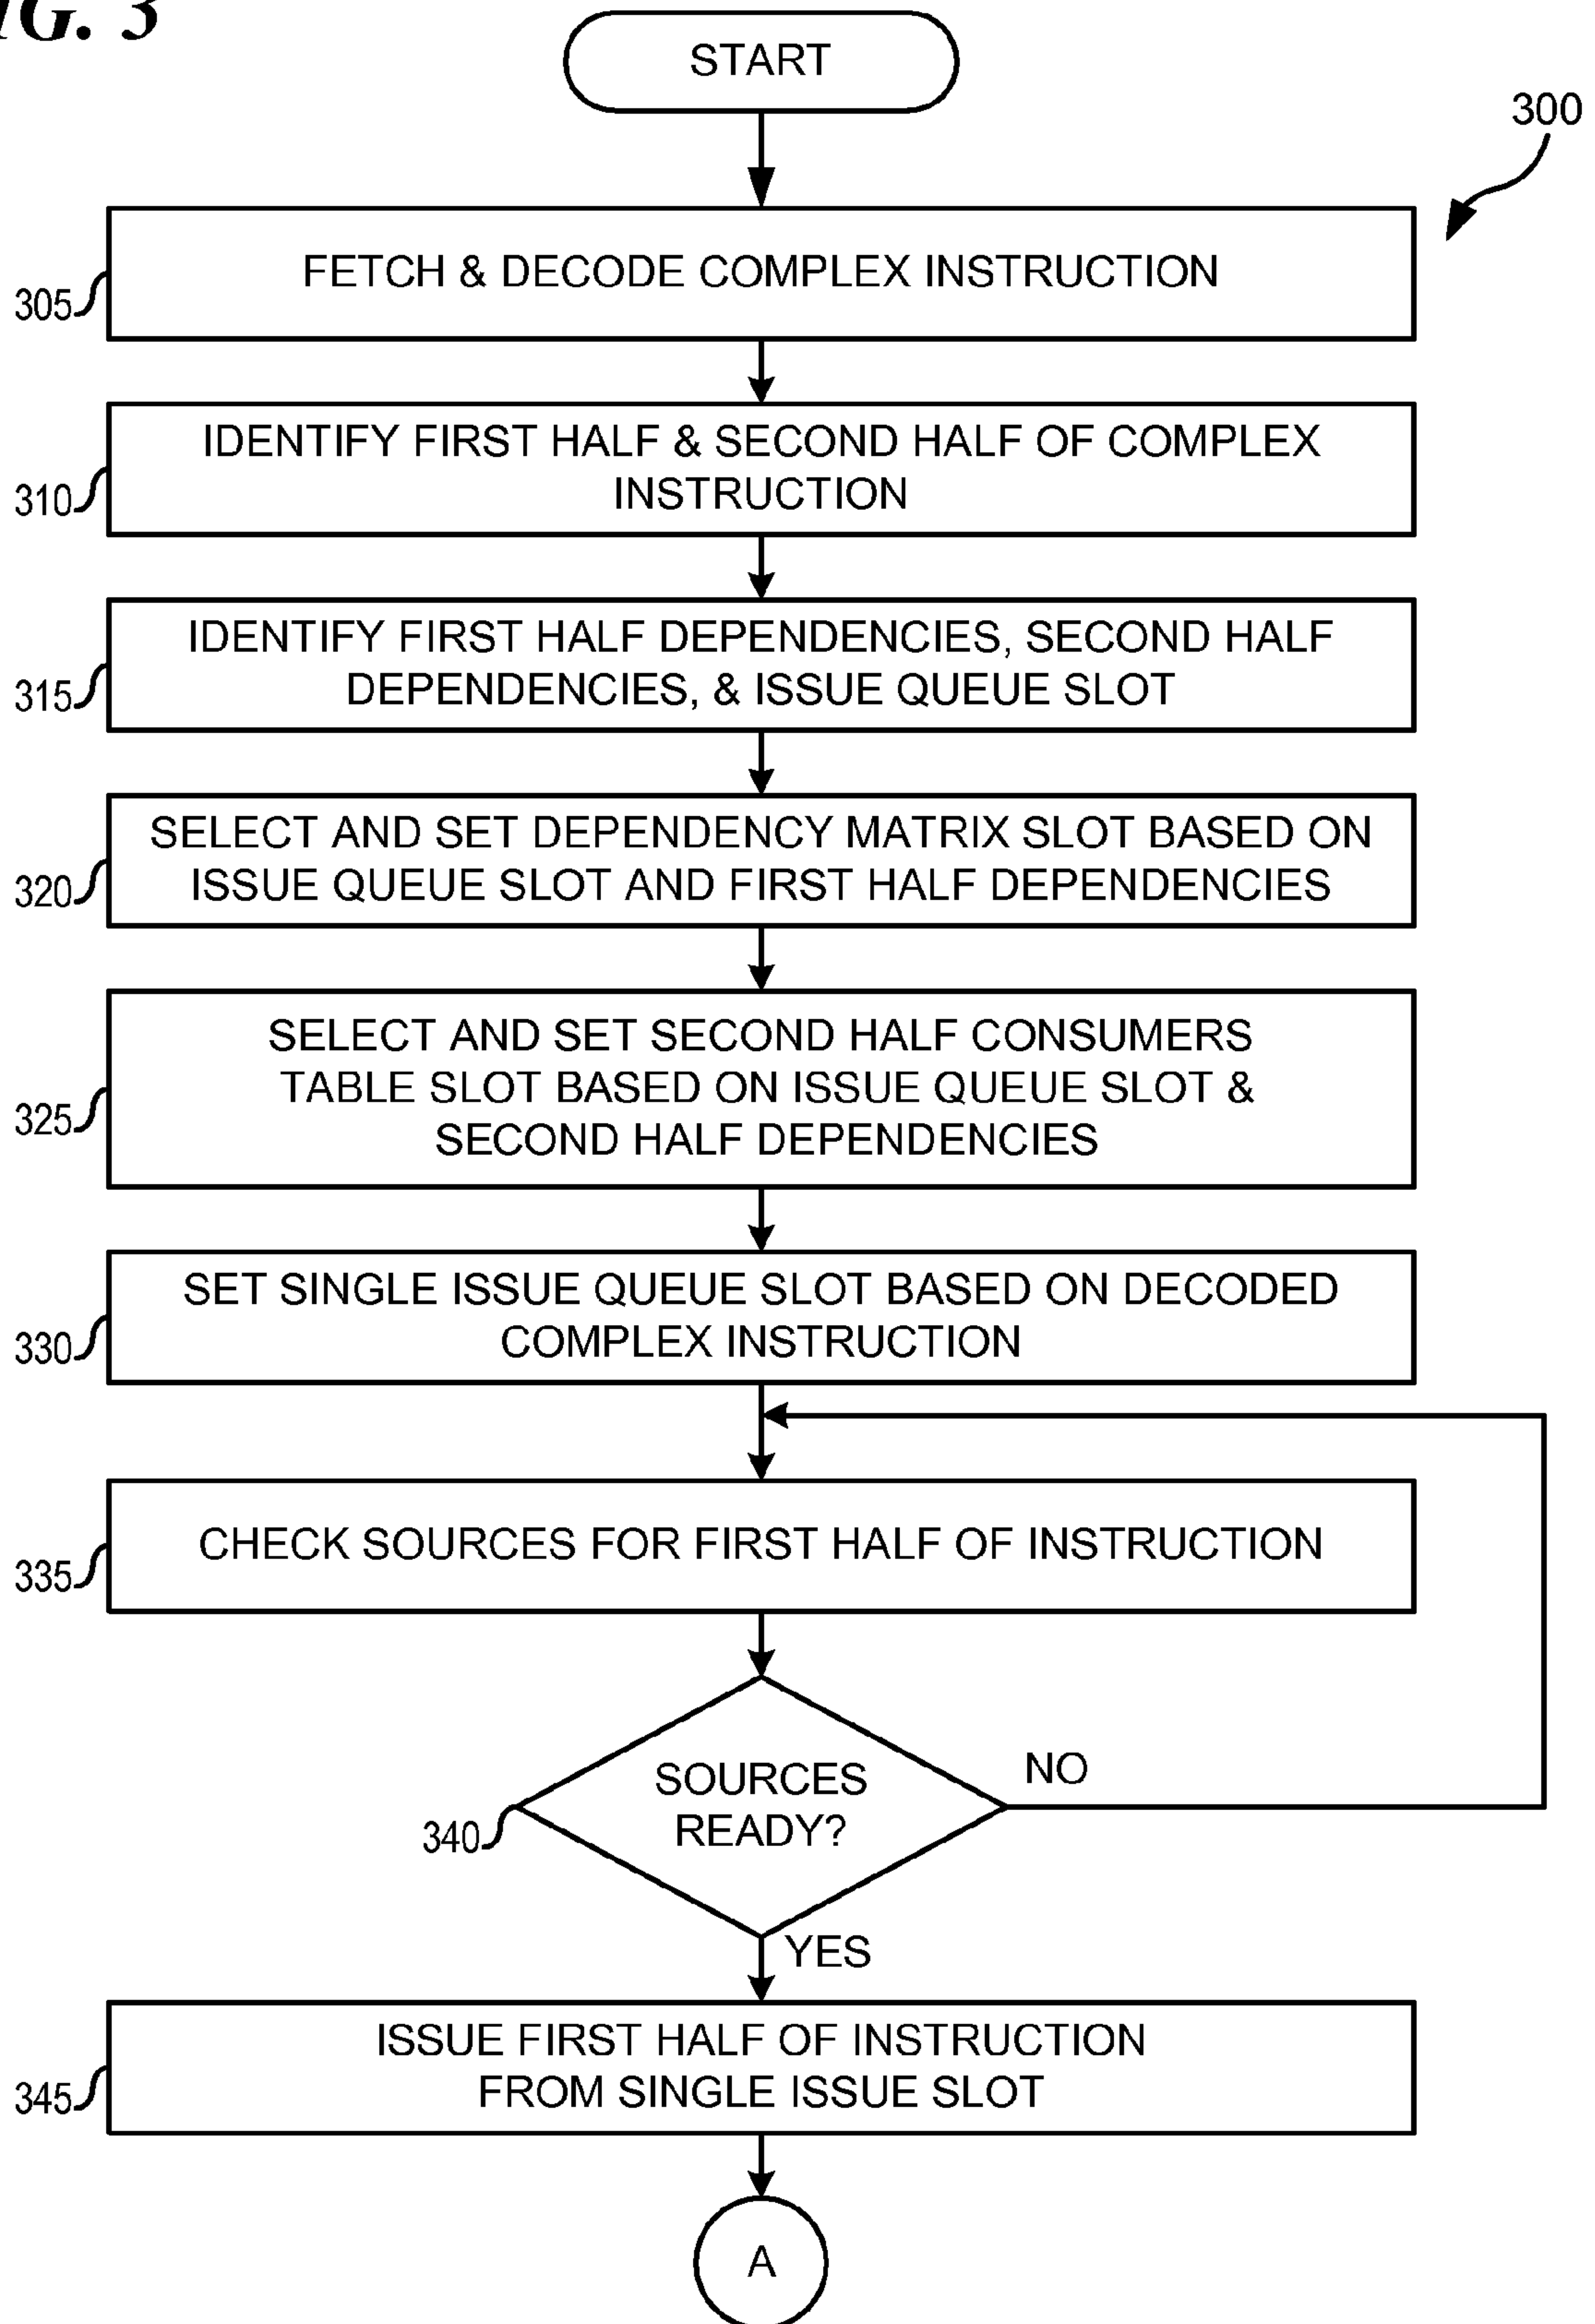 FIG. 3
START
300
FETCH & DECODE COMPLEX INSTRUCTION
305
IDENTIFY FIRST HALF & SECOND HALF OF COMPLEX
INSTRUCTION
310
IDENTIFY FIRST HALF DEPENDENCIES, SECOND HALF
DEPENDENCIES, & ISSUE QUEUE SLOT
315
SELECT AND SET DEPENDENCY MATRIX SLOT BASED ON
ISSUE QUEUE SLOT AND FIRST HALF DEPENDENCIES
320
SELECT AND SET SECOND HALF CONSUMERS
TABLE SLOT BASED ON ISSUE QUEUE SLOT &
SECOND HALF DEPENDENCIES
325
SET SINGLE ISSUE QUEUE SLOT BASED ON DECODED
COMPLEX INSTRUCTION
330
CHECK SOURCES FOR FIRST HALF OF INSTRUCTION
335
SOURCES
READY?
NO
340
YES
ISSUE FIRST HALF OF INSTRUCTION
FROM SINGLE ISSUE SLOT
345
A